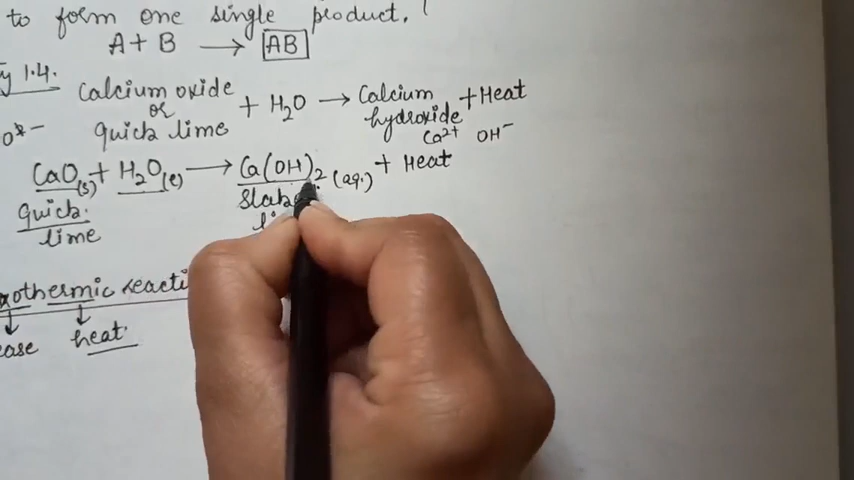 to form one single product.
A + B → AB
y 1.4.
Calcium oxide or quick lime + H2O → Calcium hydroxide + Heat
Ca2+ OH−
CaO(s) + H2O(l) → Ca(OH)2 (aq.) + Heat
quick lime
othermic reacti
ease heat